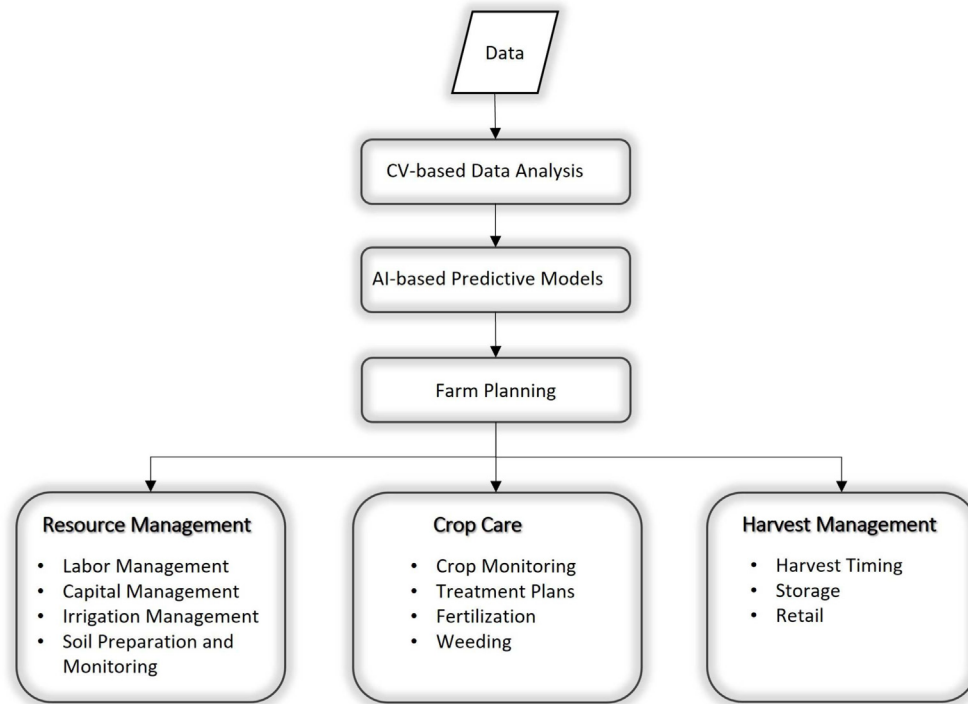 Data
CV-based Data Analysis
AI-based Predictive Models
Farm Planning
Resource Management
• Labor Management
• Capital Management
• Irrigation Management
• Soil Preparation and
Monitoring
Crop Care
• Crop Monitoring
• Treatment Plans
• Fertilization
• Weeding
Harvest Management
• Harvest Timing
• Storage
• Retail